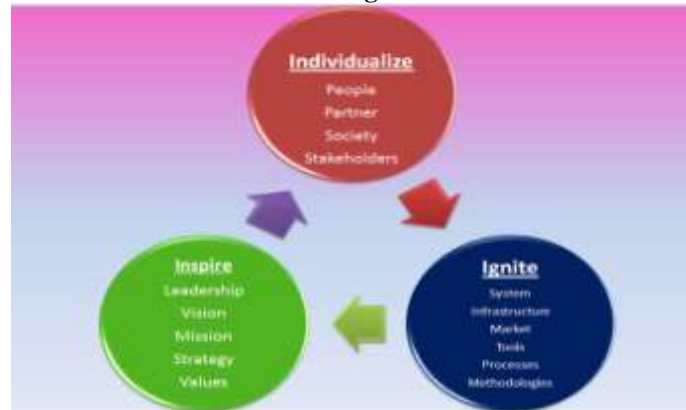 Individualize
People
Partner
Society
Stakeholders
Inspire
Leadership
Vision
Mission
Strategy
Values
Ignite
System
Infrastructure
Market
Tools
Processes
Methodologies